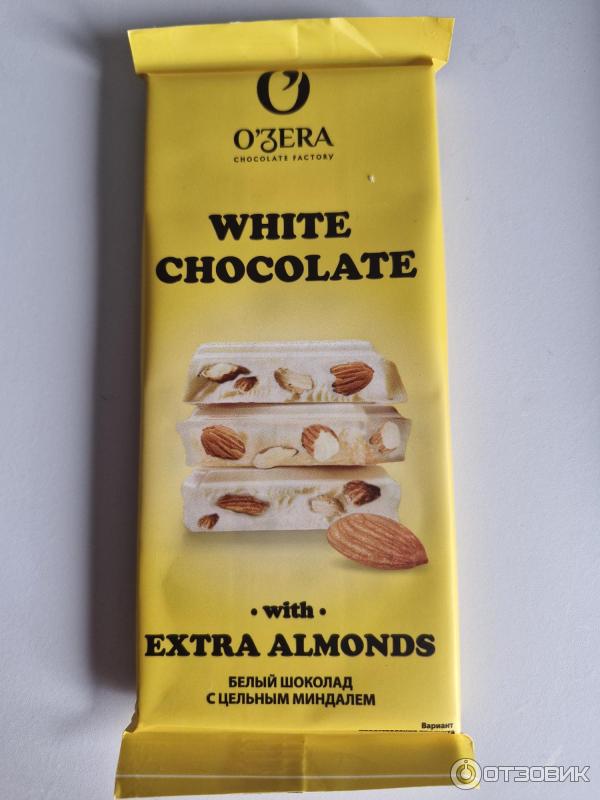 O'ZERA
CHOCOLATE FACTORY
WHITE
CHOCOLATE
• with •
EXTRA ALMONDS
БЕЛЫЙ ШОКОЛАД
С ЦЕЛЬНЫМ МИНДАЛЕМ
Вариант
ОТЗОВИК